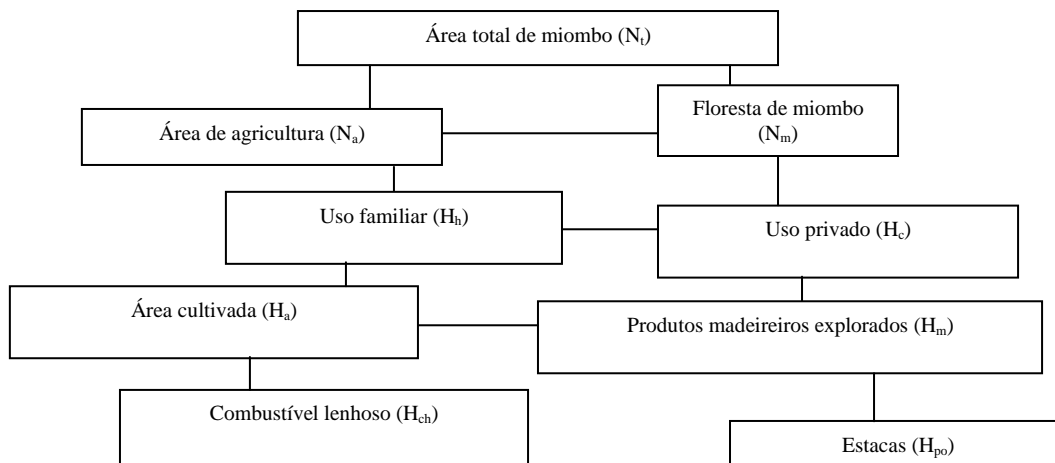 Área total de miombo (Nt)
Área de agricultura (Na)
Floresta de miombo
(Nm)
Uso familiar (Hh)
Uso privado (Hc)
Área cultivada (Ha)
Produtos madeireiros explorados (Hm)
Combustível lenhoso (Hch)
Estacas (Hpo)